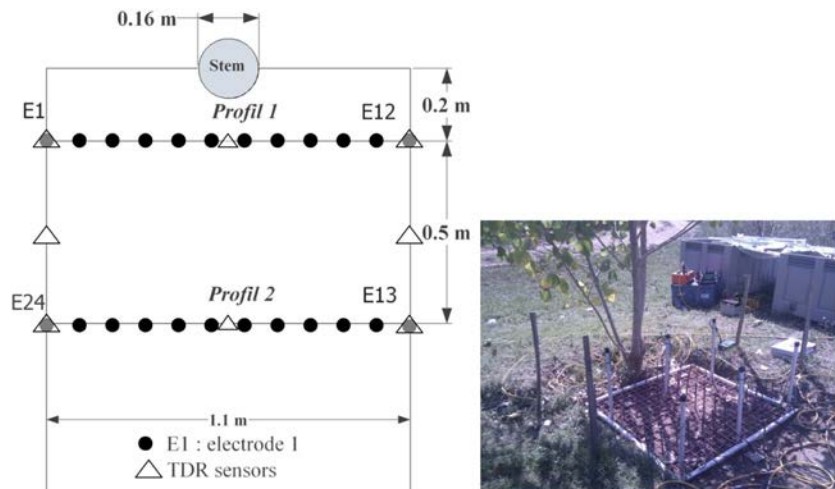 0.16 m
Stem
0.2 m
E1
Profil 1
E12
0.5 m
E24
Profil 2
E13
1.1 m
E1 : electrode 1
TDR sensors